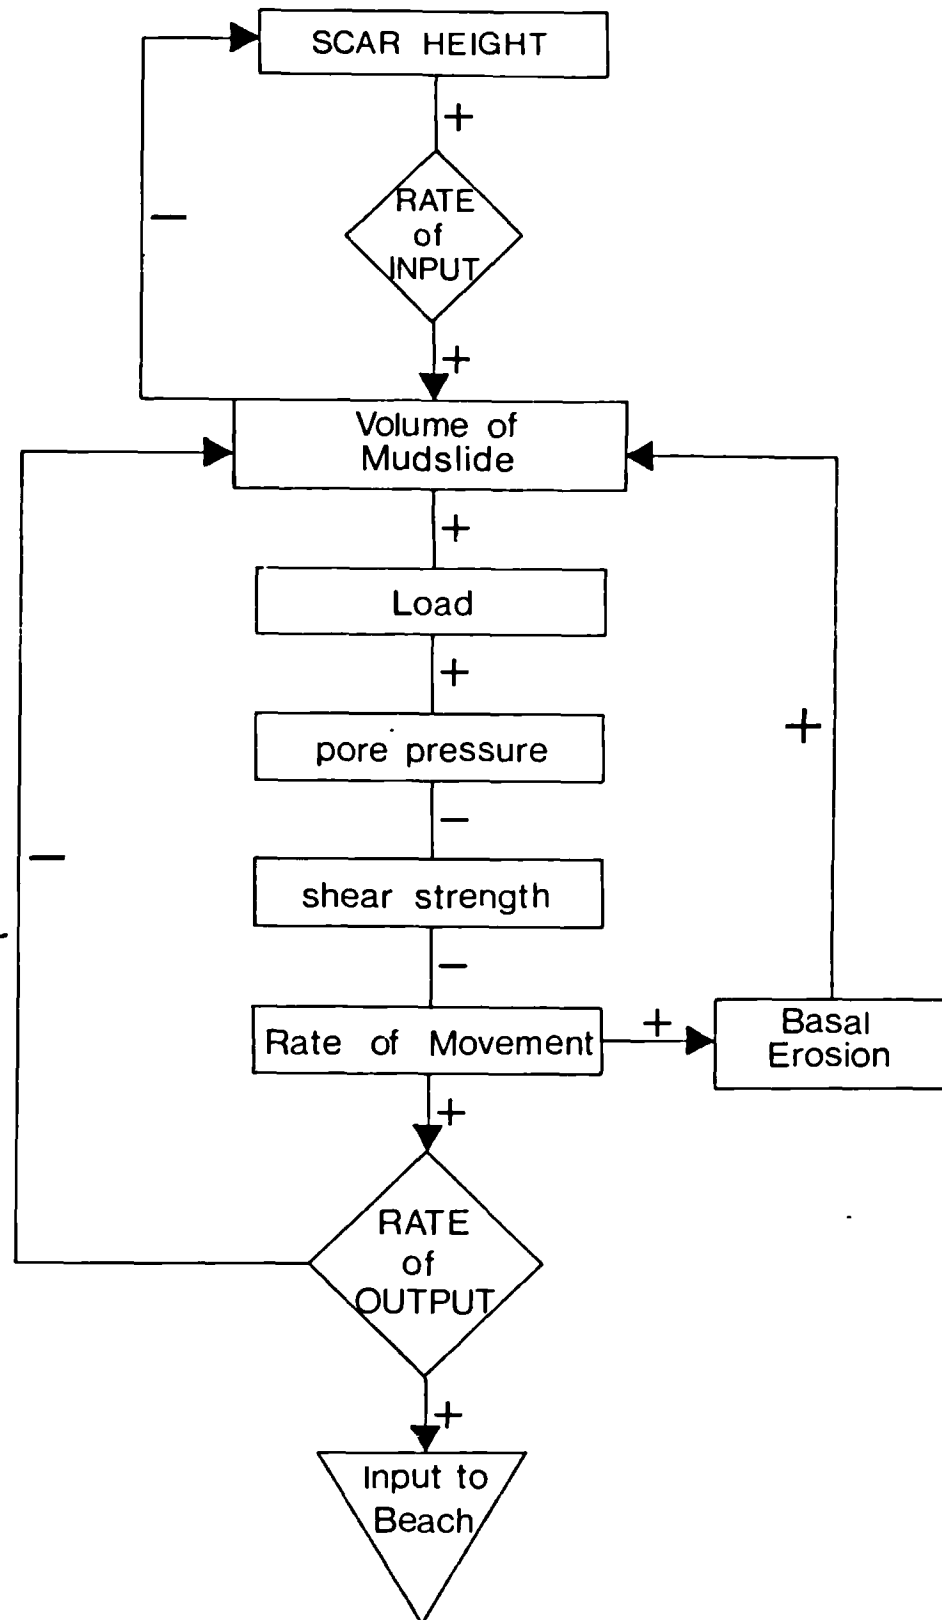 SCAR HEIGHT
+
RATE
of
INPUT
−
+
Volume of
Mudslide
+
Load
+
pore pressure
+
−
−
shear strength
−
Rate of Movement
+
Basal
Erosion
+
RATE
of
OUTPUT
+
Input to
Beach